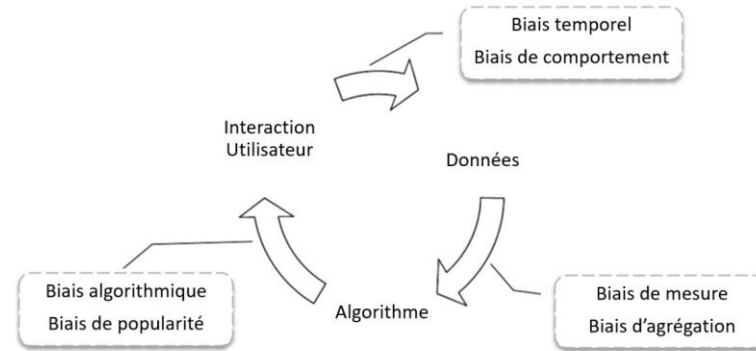 Biais temporel
Biais de comportement
Interaction
Utilisateur
Données
Biais algorithmique
Biais de popularité
Algorithme
Biais de mesure
Biais d'agrégation